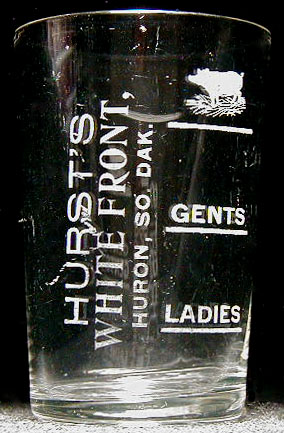 HURST'S
WHITE FRONT,
HURON, SO. DAK.
GENTS
LADIES